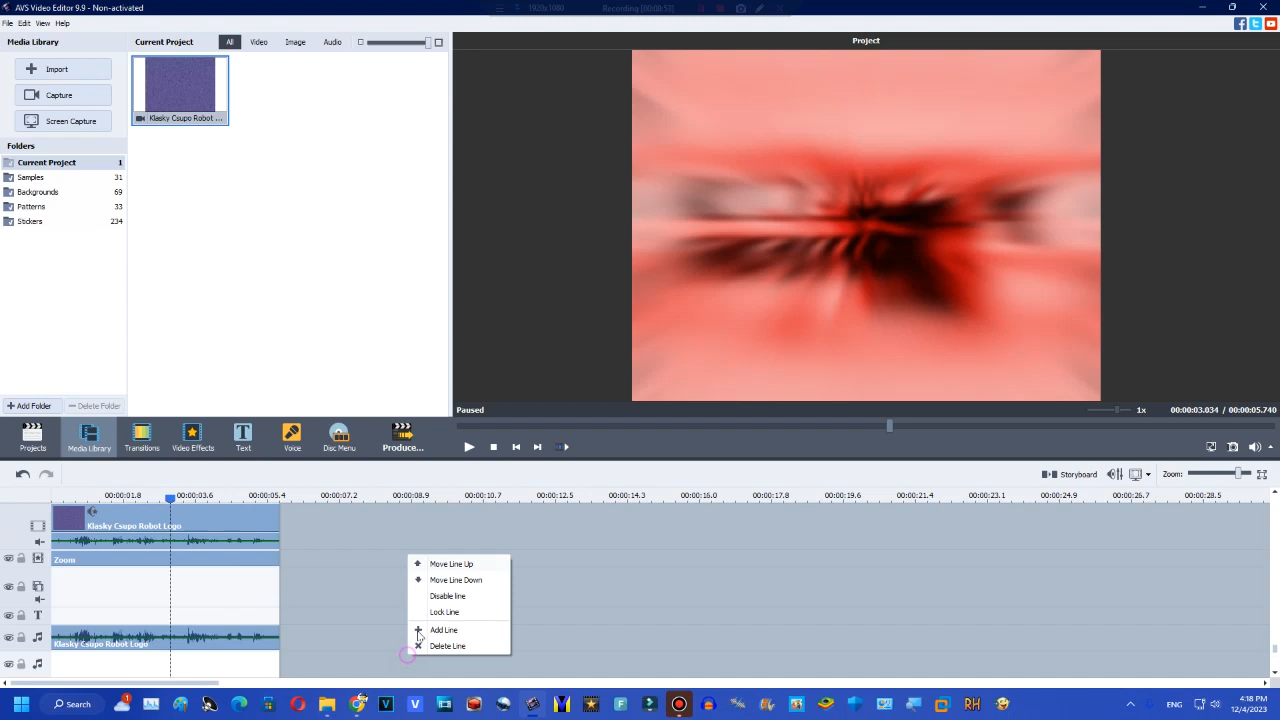 AVS Video Editor 9.9 - Non-activated
1920x1080
Recording [00:00:53]
File Edit View Help
Media Library
Current Project
All
Video
Image
Audio
Project
Import
Capture
Screen Capture
Klasky Csupo Robot ...
Folders
Current Project 1
Samples 31
Backgrounds 69
Patterns 33
Stickers 234
Add Folder
Delete Folder
Paused
1x
00:00:03.034 / 00:00:05.740
Projects
Media Library
Transitions
Video Effects
Text
Voice
Disc Menu
Produce...
Storyboard
Zoom:
00:00:01.8 00:00:03.6 00:00:05.4 00:00:07.2 00:00:08.9 00:00:10.7 00:00:12.5 00:00:14.3 00:00:16.0 00:00:17.8 00:00:19.6 00:00:21.4 00:00:23.1 00:00:24.9 00:00:26.7 00:00:28.5
Klasky Csupo Robot Logo
Zoom
Klasky Csupo Robot Logo
Move Line Up
Move Line Down
Disable line
Lock Line
Add Line
Delete Line
Search
ENG
4:18 PM
12/4/2023